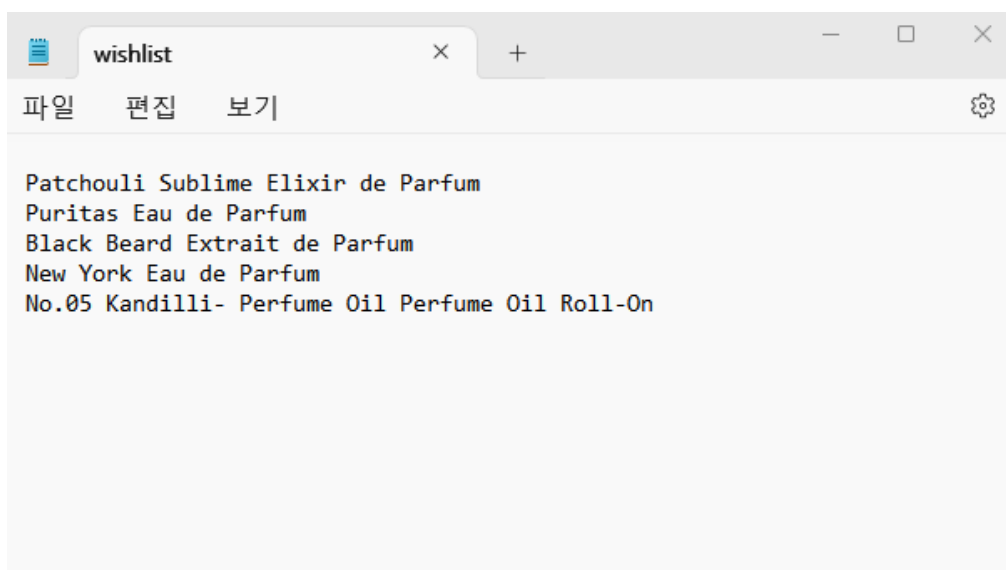 wishlist
파일 편집 보기
Patchouli Sublime Elixir de Parfum
Puritas Eau de Parfum
Black Beard Extrait de Parfum
New York Eau de Parfum
No.05 Kandilli- Perfume Oil Perfume Oil Roll-On